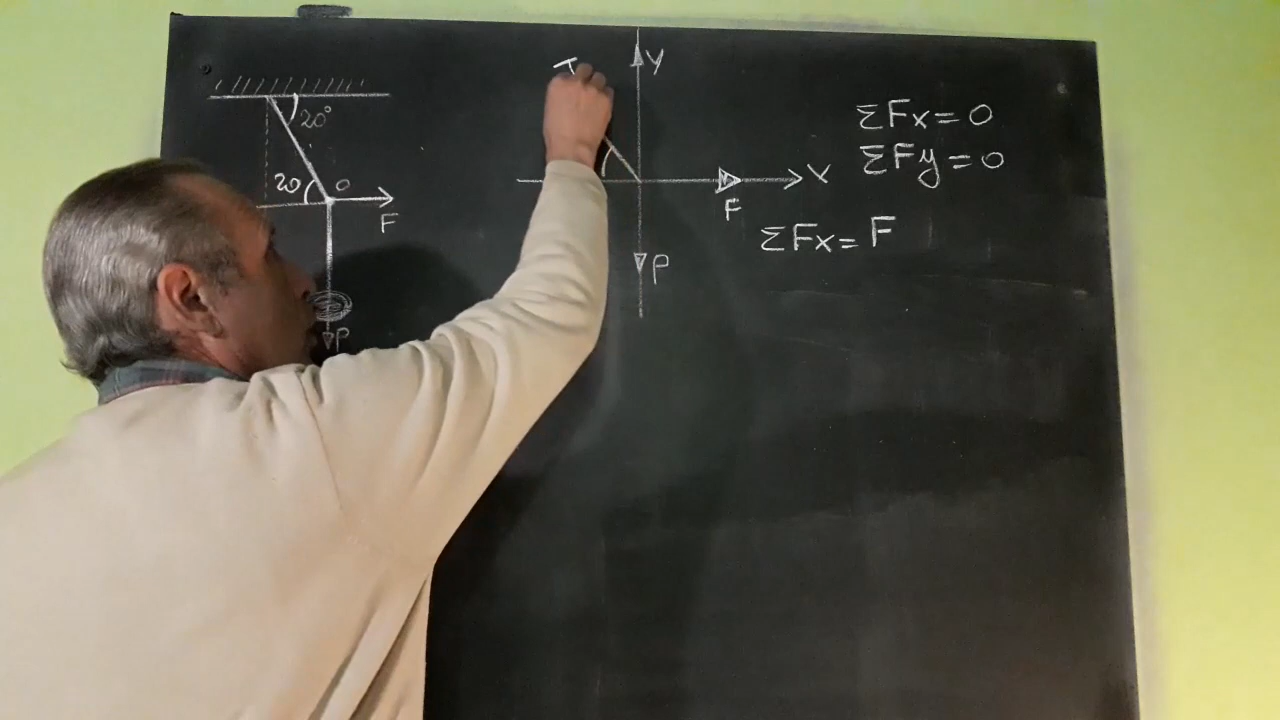 20°
20
O
F
P
T
Y
X
F
P
ΣFx = 0
ΣFy = 0
ΣFx = F